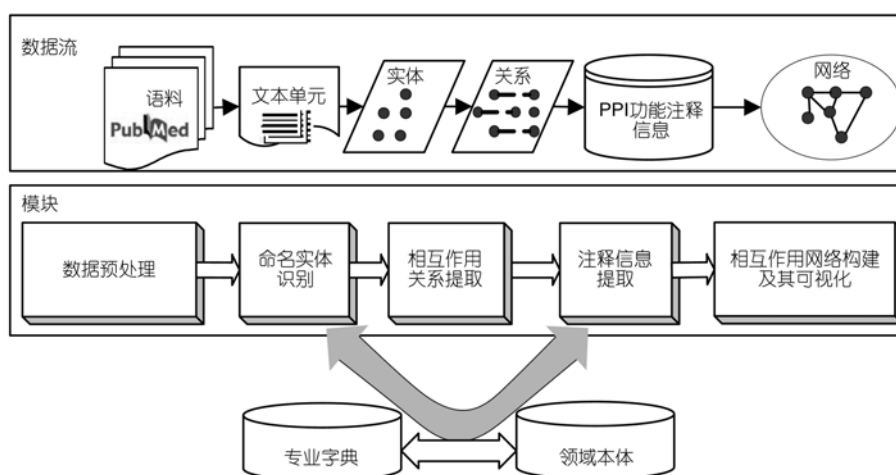 数据流
语料
PubMed
文本单元
实体
关系
PPI功能注释
信息
网络
模块
数据预处理
命名实体
识别
相互作用
关系提取
注释信息
提取
相互作用网络构建
及其可视化
专业字典
领域本体